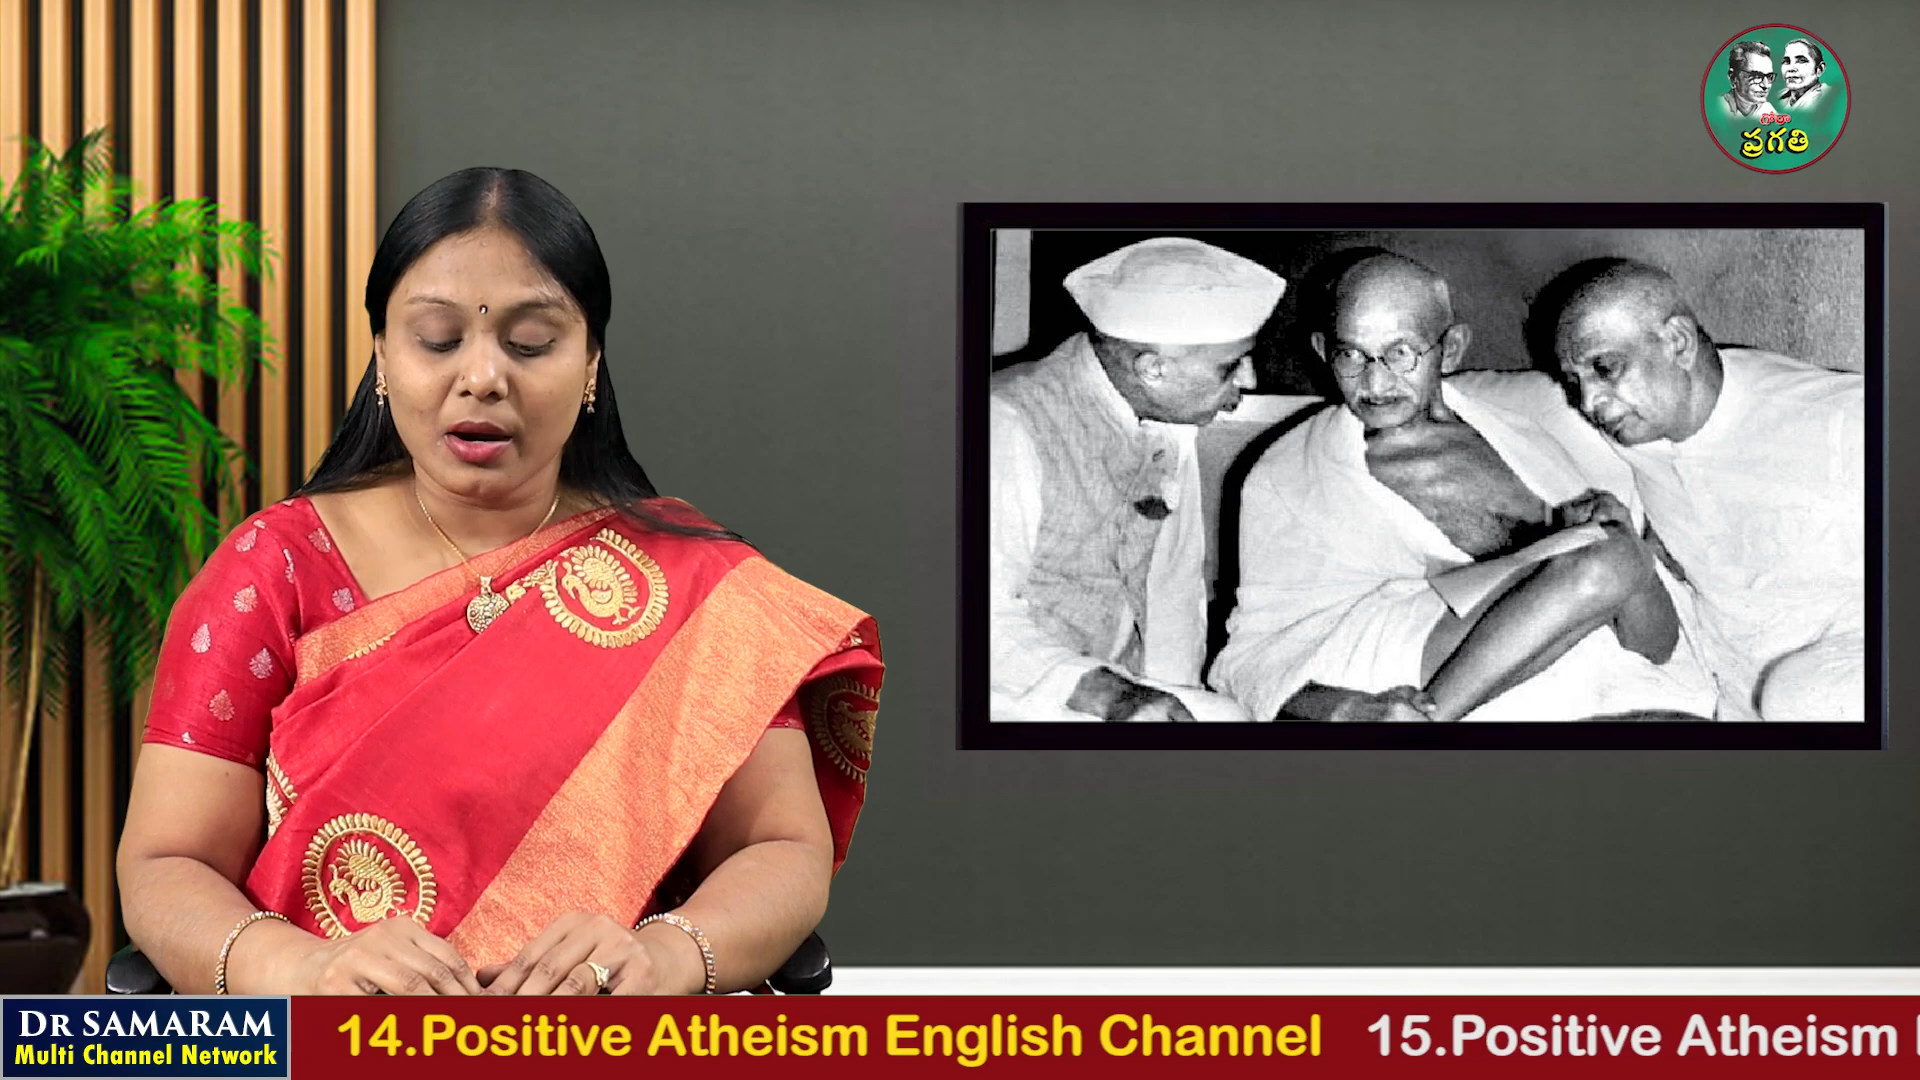 గోరా
ప్రగతి
DR SAMARAM
Multi Channel Network
14.Positive Atheism English Channel 15.Positive Atheism